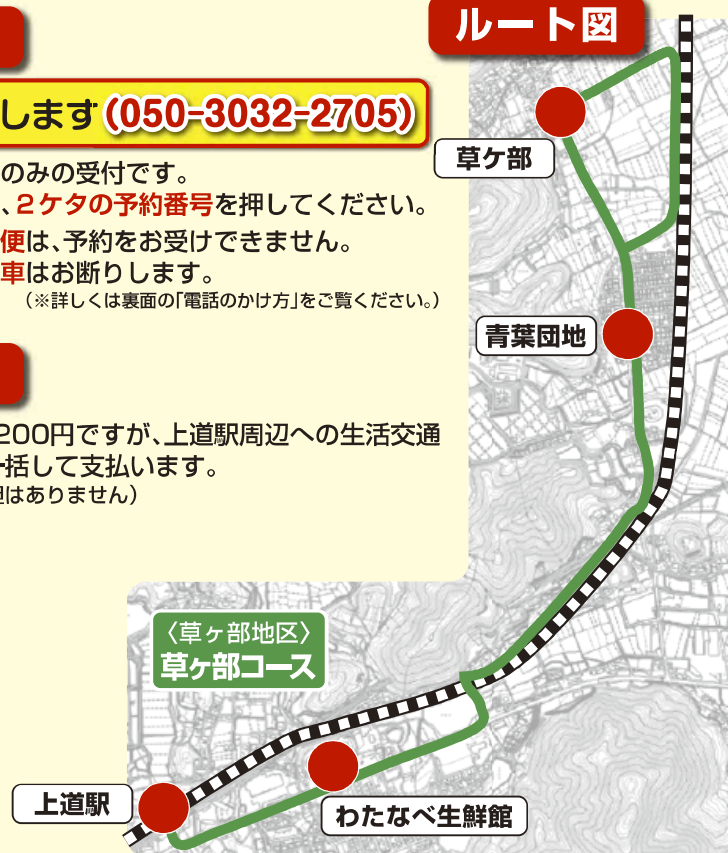 ルート図
します(050-3032-2705)
のみの受付です。
、2ケタの予約番号を押してください。
便は、予約をお受けできません。
車はお断りします。
(※詳しくは裏面の「電話のかけ方」をご覧ください。)
200円ですが、上道駅周辺への生活交通
括して支払います。
はありません)
草ケ部
青葉団地
〈草ヶ部地区〉
草ヶ部コース
上道駅
わたなべ生鮮館